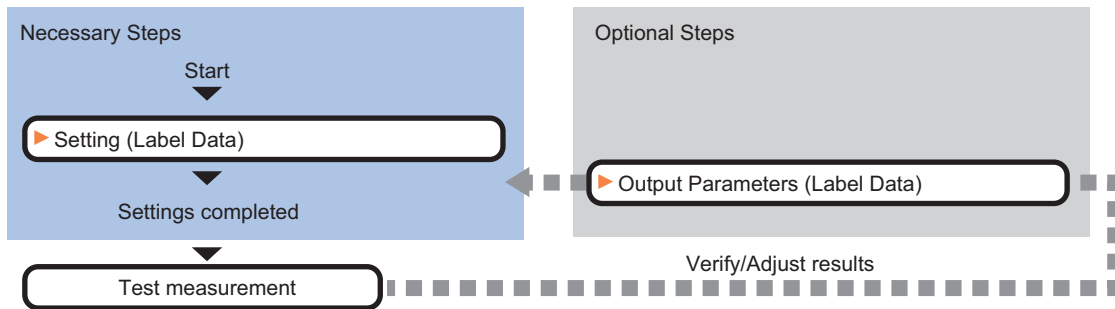 Necessary Steps
Start
Setting (Label Data)
Settings completed
Test measurement
Optional Steps
Output Parameters (Label Data)
Verify/Adjust results